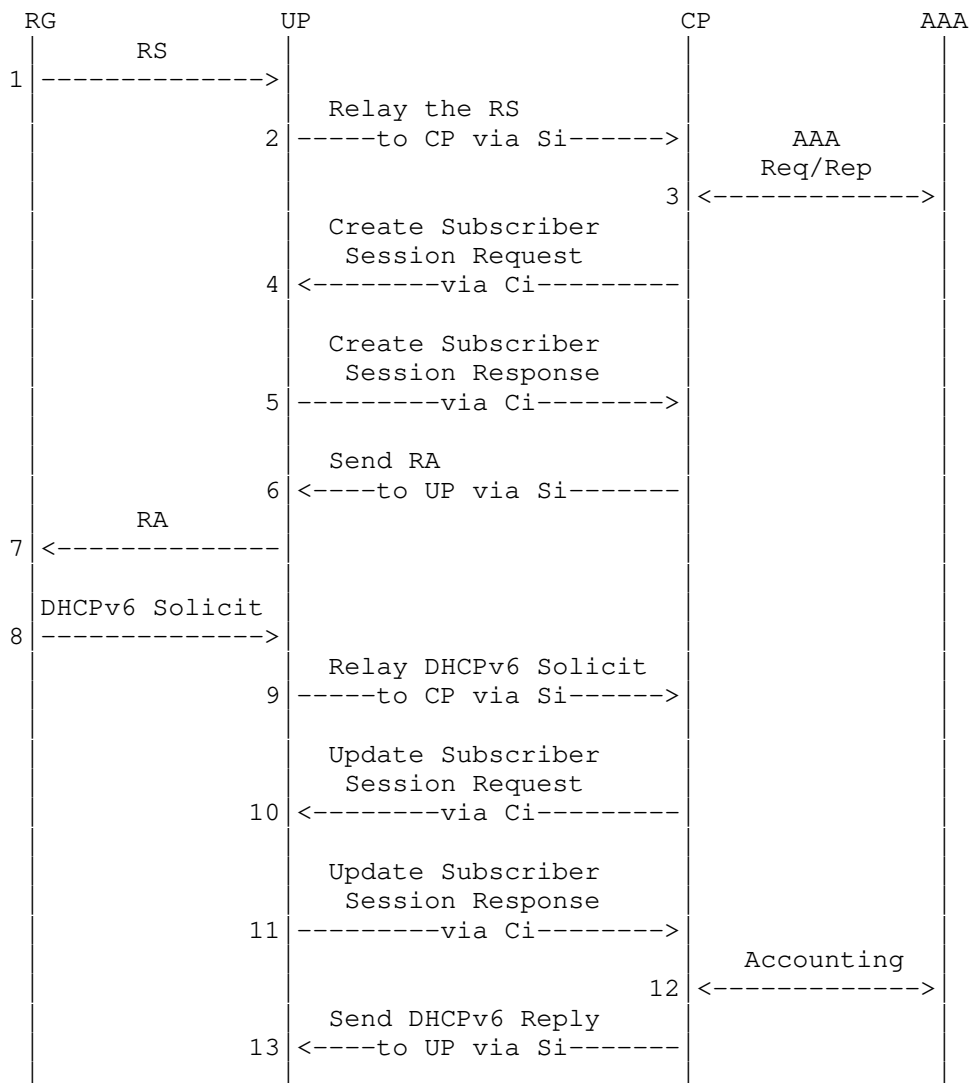 RG UP CP AAA
RS
1
Relay the RS
2 to CP via Si AAA
Req/Rep
3
Create Subscriber
Session Request
4 via Ci
Create Subscriber
Session Response
5 via Ci
Send RA
6 to UP via Si
RA
7
DHCPv6 Solicit
8
Relay DHCPv6 Solicit
9 to CP via Si
Update Subscriber
Session Request
10 via Ci
Update Subscriber
Session Response
11 via Ci
Accounting
12
Send DHCPv6 Reply
13 to UP via Si